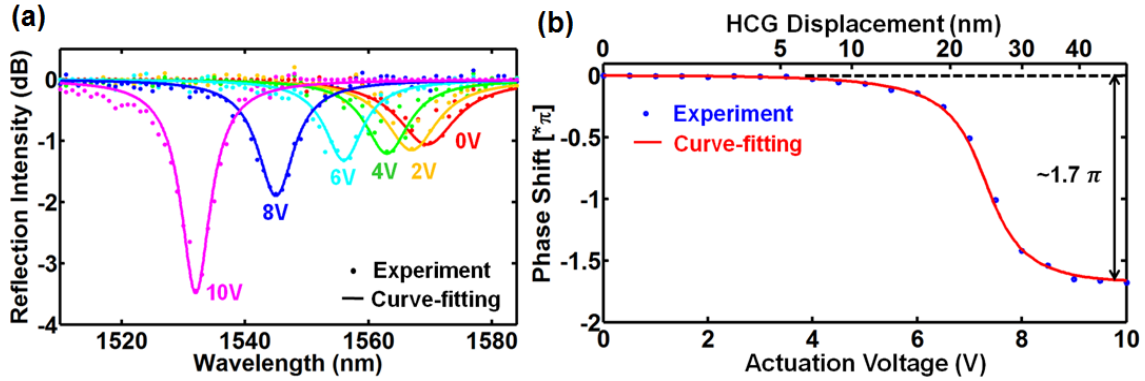 (a)
Reflection Intensity (dB)
0
-1
-2
-3
-4
0V
2V
4V
6V
8V
10V
Experiment
Curve-fitting
1520
1540
1560
1580
Wavelength (nm)
(b)
HCG Displacement (nm)
0
5
10
20
30
40
Phase Shift [*π]
0
-0.5
-1
-1.5
-2
Experiment
Curve-fitting
~1.7 π
0
2
4
6
8
10
Actuation Voltage (V)